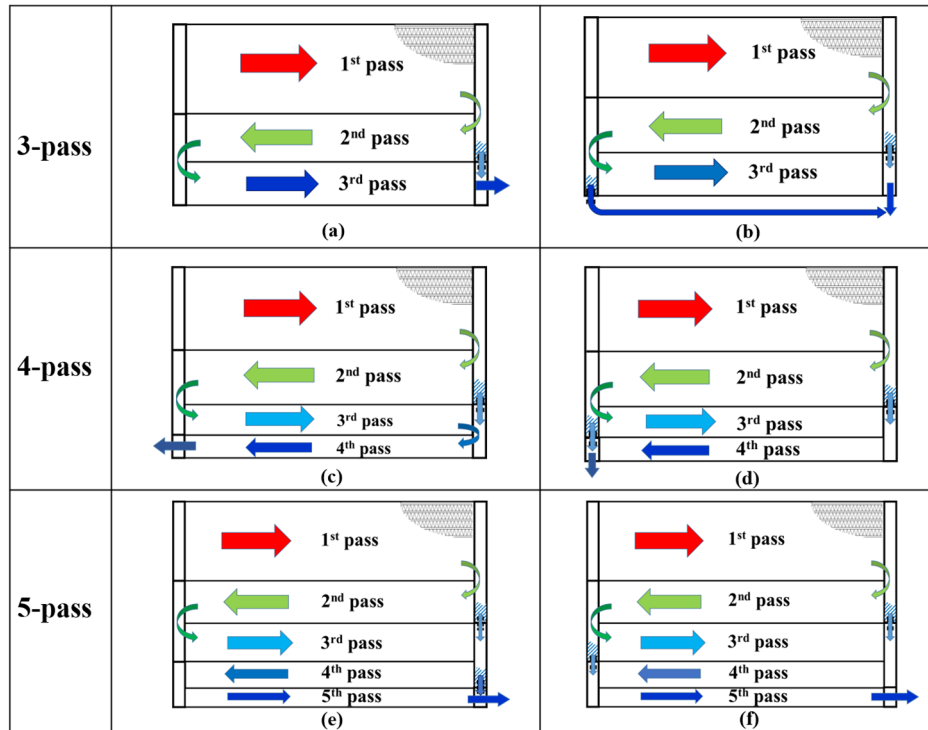 3-pass
1st pass
2nd pass
3rd pass
(a)
1st pass
2nd pass
3rd pass
(b)
4-pass
1st pass
2nd pass
3rd pass
4th pass
(c)
1st pass
2nd pass
3rd pass
4th pass
(d)
5-pass
1st pass
2nd pass
3rd pass
4th pass
5th pass
(e)
1st pass
2nd pass
3rd pass
4th pass
5th pass
(f)